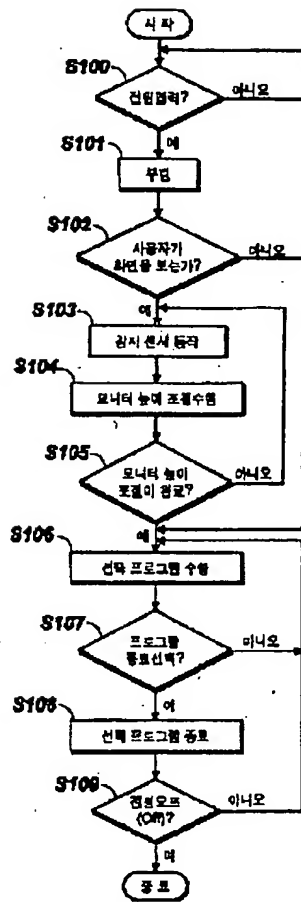 시 작
S100
전원입력?
아니오
예
S101
부팅
S102
사용자가
화면을 보는가?
아니오
예
S103
감지 센서 동작
S104
모니터 높이 조절수행
S105
모니터 높이
조절이 완료?
아니오
예
S106
선택 프로그램 수행
S107
프로그램
종료선택?
아니오
예
S108
선택 프로그램 종료
S109
전원오프
(Off)?
아니오
예
종 료